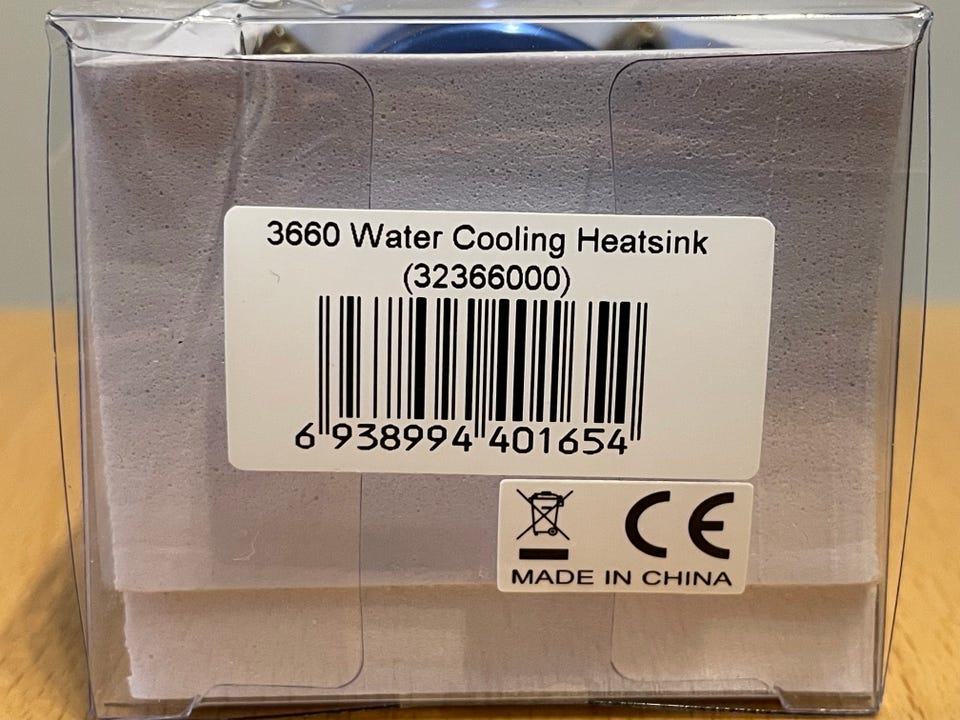 3660 Water Cooling Heatsink
(32366000)
6 938994 401654
CE
MADE IN CHINA